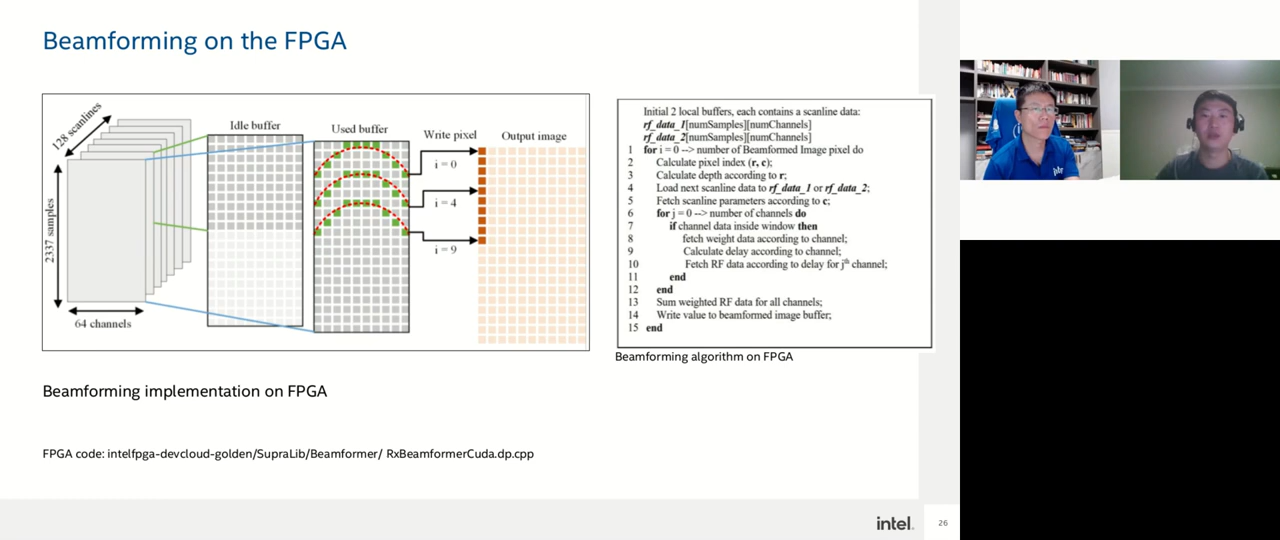 Beamforming on the FPGA
128 scanlines
2337 samples
64 channels
Idle buffer
Used buffer
Write pixel
Output image
i = 0
i = 4
i = 9
Initial 2 local buffers, each contains a scanline data:
rf_data_1[numSamples][numChannels]
rf_data_2[numSamples][numChannels]
1 for i = 0 --> number of Beamformed Image pixel do
2 Calculate pixel index (r, c);
3 Calculate depth according to r;
4 Load next scanline data to rf_data_1 or rf_data_2;
5 Fetch scanline parameters according to c;
6 for j = 0 --> number of channels do
7 if channel data inside window then
8 fetch weight data according to channel;
9 Calculate delay according to channel;
10 Fetch RF data according to delay for jth channel;
11 end
12 end
13 Sum weighted RF data for all channels;
14 Write value to beamformed image buffer;
15 end
Beamforming algorithm on FPGA
Beamforming implementation on FPGA
FPGA code: intelfpga-devcloud-golden/SupraLib/Beamformer/ RxBeamformerCuda.dp.cpp
intel.
26